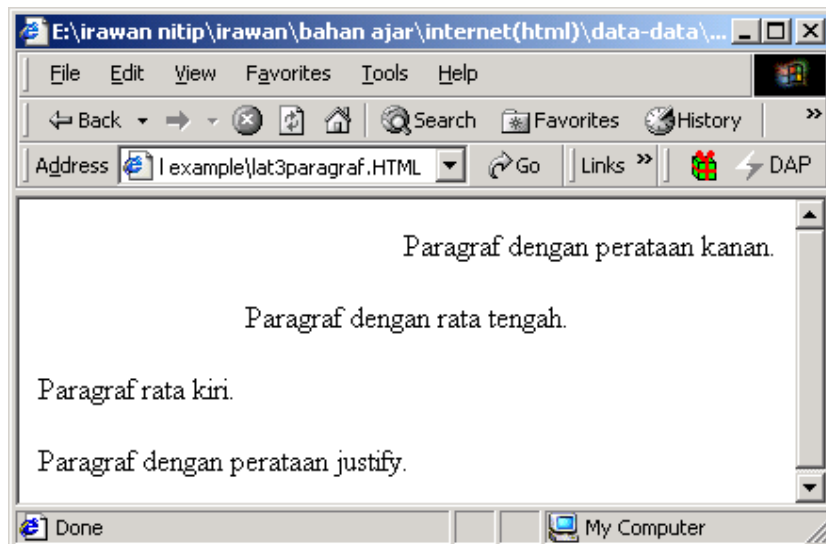 E:\irawan nitip\irawan\bahan ajar\internet(html)\data-data\...
File Edit View Favorites Tools Help
Back Search Favorites History »
Address l example\lat3paragraf.HTML Go Links » DAP
Paragraf dengan perataan kanan.
Paragraf dengan rata tengah.
Paragraf rata kiri.
Paragraf dengan perataan justify.
Done My Computer